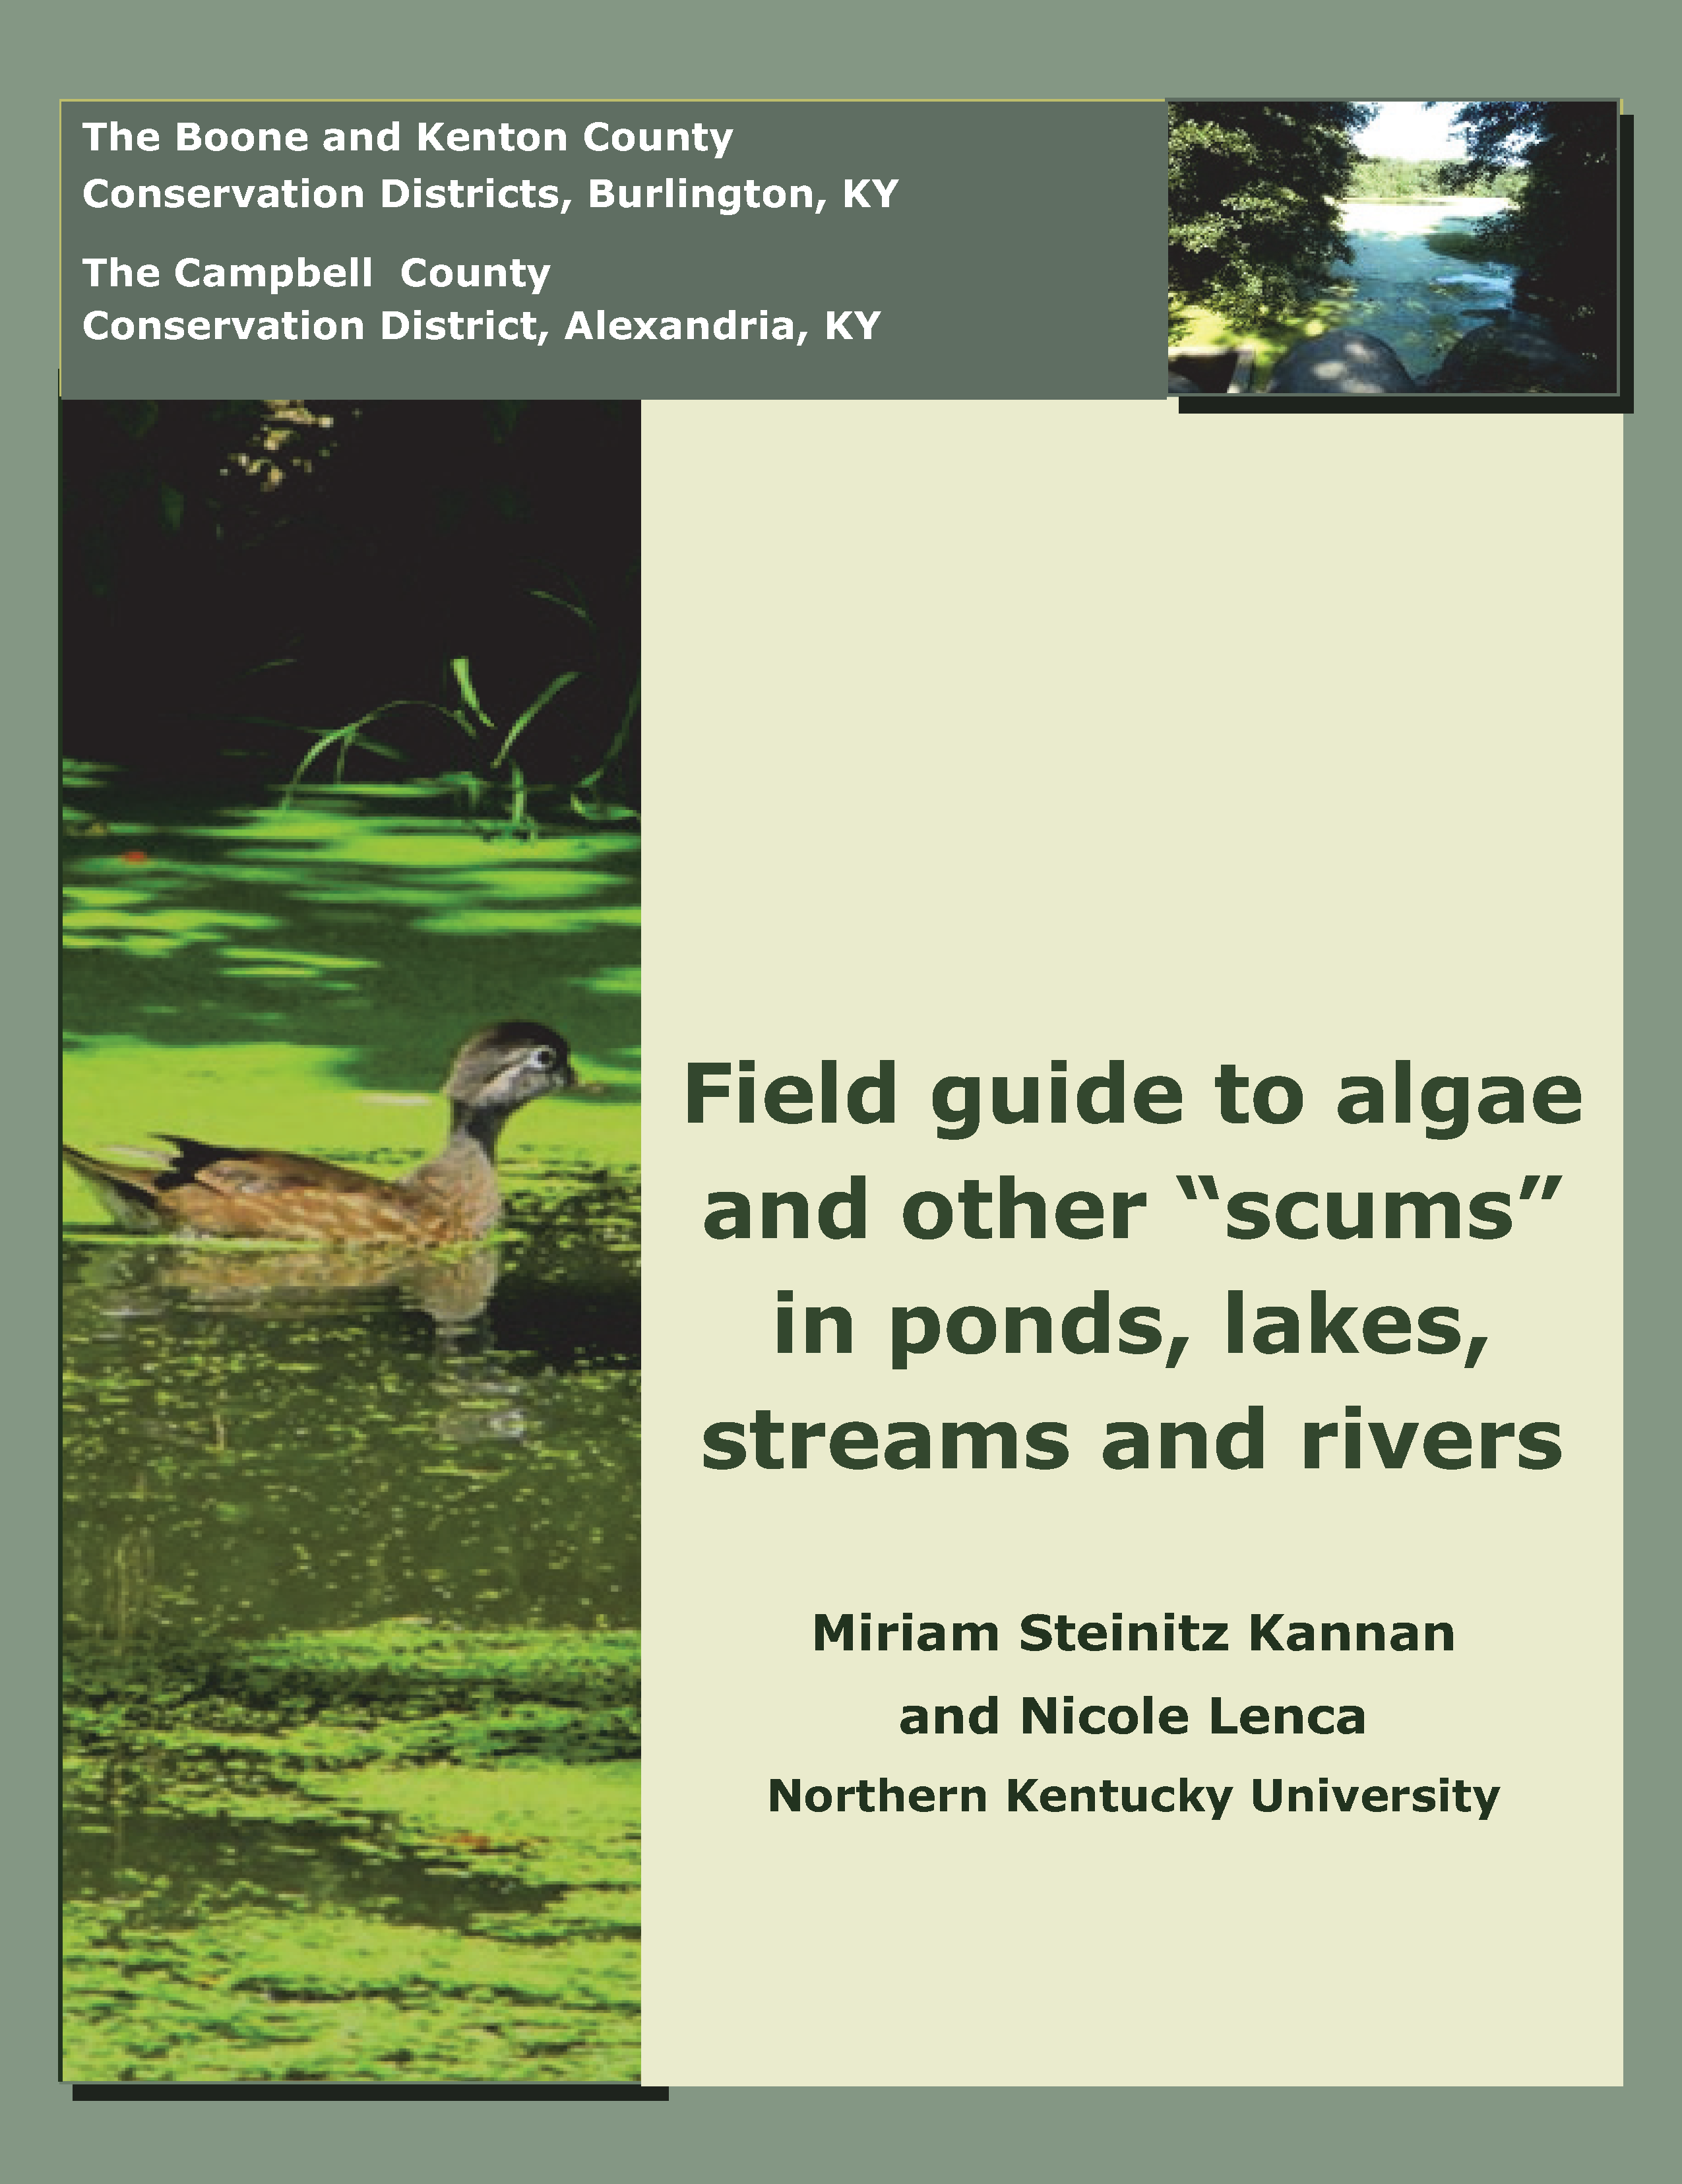 The Boone and Kenton County
Conservation Districts, Burlington, KY
The Campbell  County
Conservation District, Alexandria, KY
Field guide to algae
and other “scums”
in ponds, lakes,
streams and rivers
Miriam Steinitz Kannan
and Nicole Lenca
Northern Kentucky University